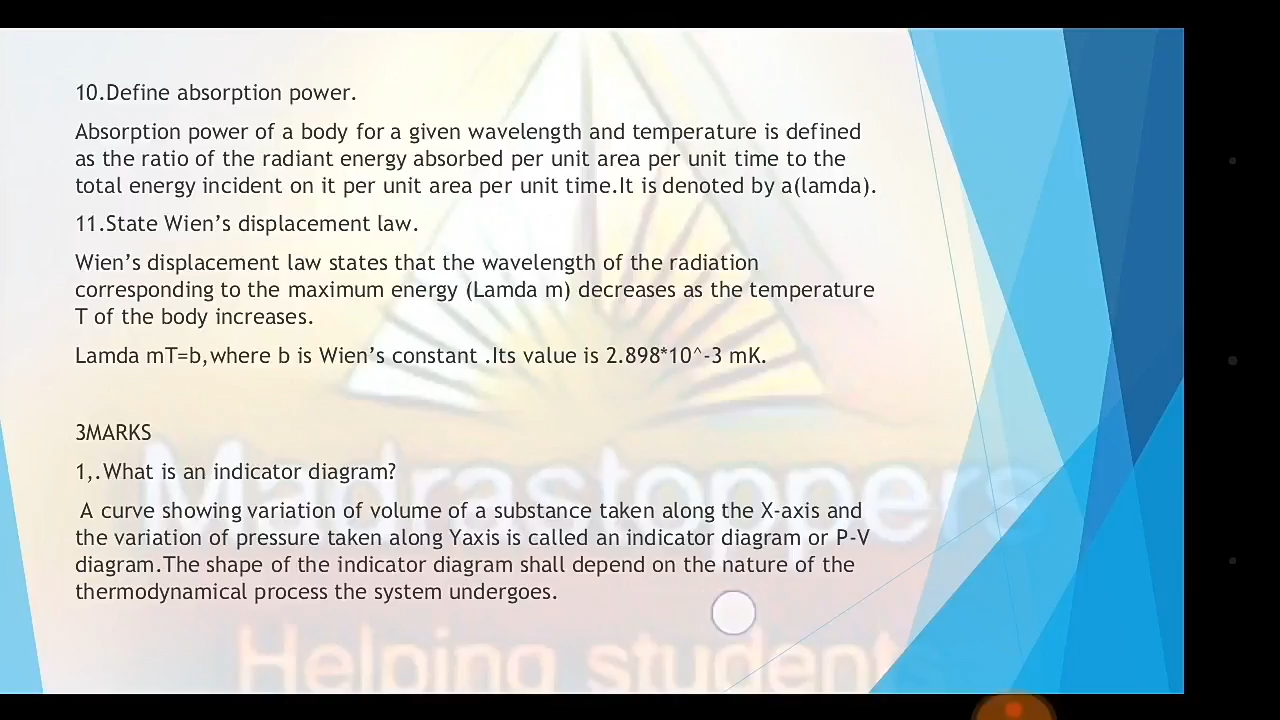 10.Define absorption power.
Absorption power of a body for a given wavelength and temperature is defined
as the ratio of the radiant energy absorbed per unit area per unit time to the
total energy incident on it per unit area per unit time.It is denoted by a(lamda).
11.State Wien’s displacement law.
Wien’s displacement law states that the wavelength of the radiation
corresponding to the maximum energy (Lamda m) decreases as the temperature
T of the body increases.
Lamda mT=b,where b is Wien’s constant .Its value is 2.898*10^-3 mK.
3MARKS
1,.What is an indicator diagram?
A curve showing variation of volume of a substance taken along the X-axis and
the variation of pressure taken along Yaxis is called an indicator diagram or P-V
diagram.The shape of the indicator diagram shall depend on the nature of the
thermodynamical process the system undergoes.
Madrastoppers
Helping students